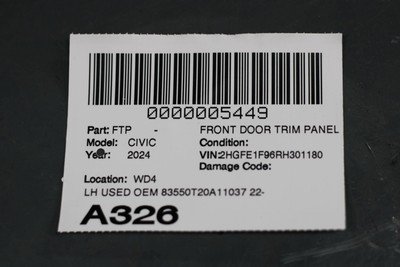 0000005449
Part: FTP - FRONT DOOR TRIM PANEL
Model: CIVIC Condition:
Year: 2024 VIN:2HGFE1F96RH301180
Damage Code:
Location: WD4
LH USED OEM 83550T20A11037 22-
A326